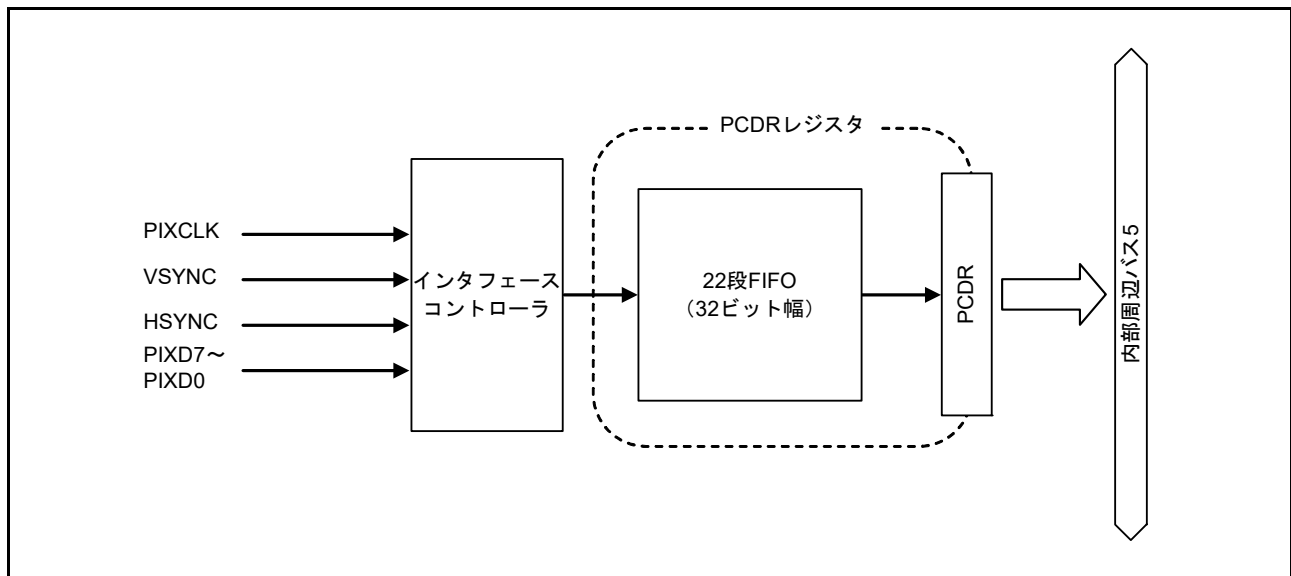 PCDRレジスタ
PIXCLK
VSYNC
HSYNC
PIXD7～
PIXD0
インタフェース
コントローラ
22段FIFO
（32ビット幅）
PCDR
内部周辺バス5